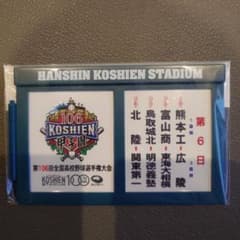 HANSHIN KOSHIEN STADIUM
106
KOSHIEN
第106回全国高校野球選手権大会
KOSHIEN 100
第6日
熊本工－広陵
富山商－東海大相模
鳥取城北－明徳義塾
北陸－関東第一